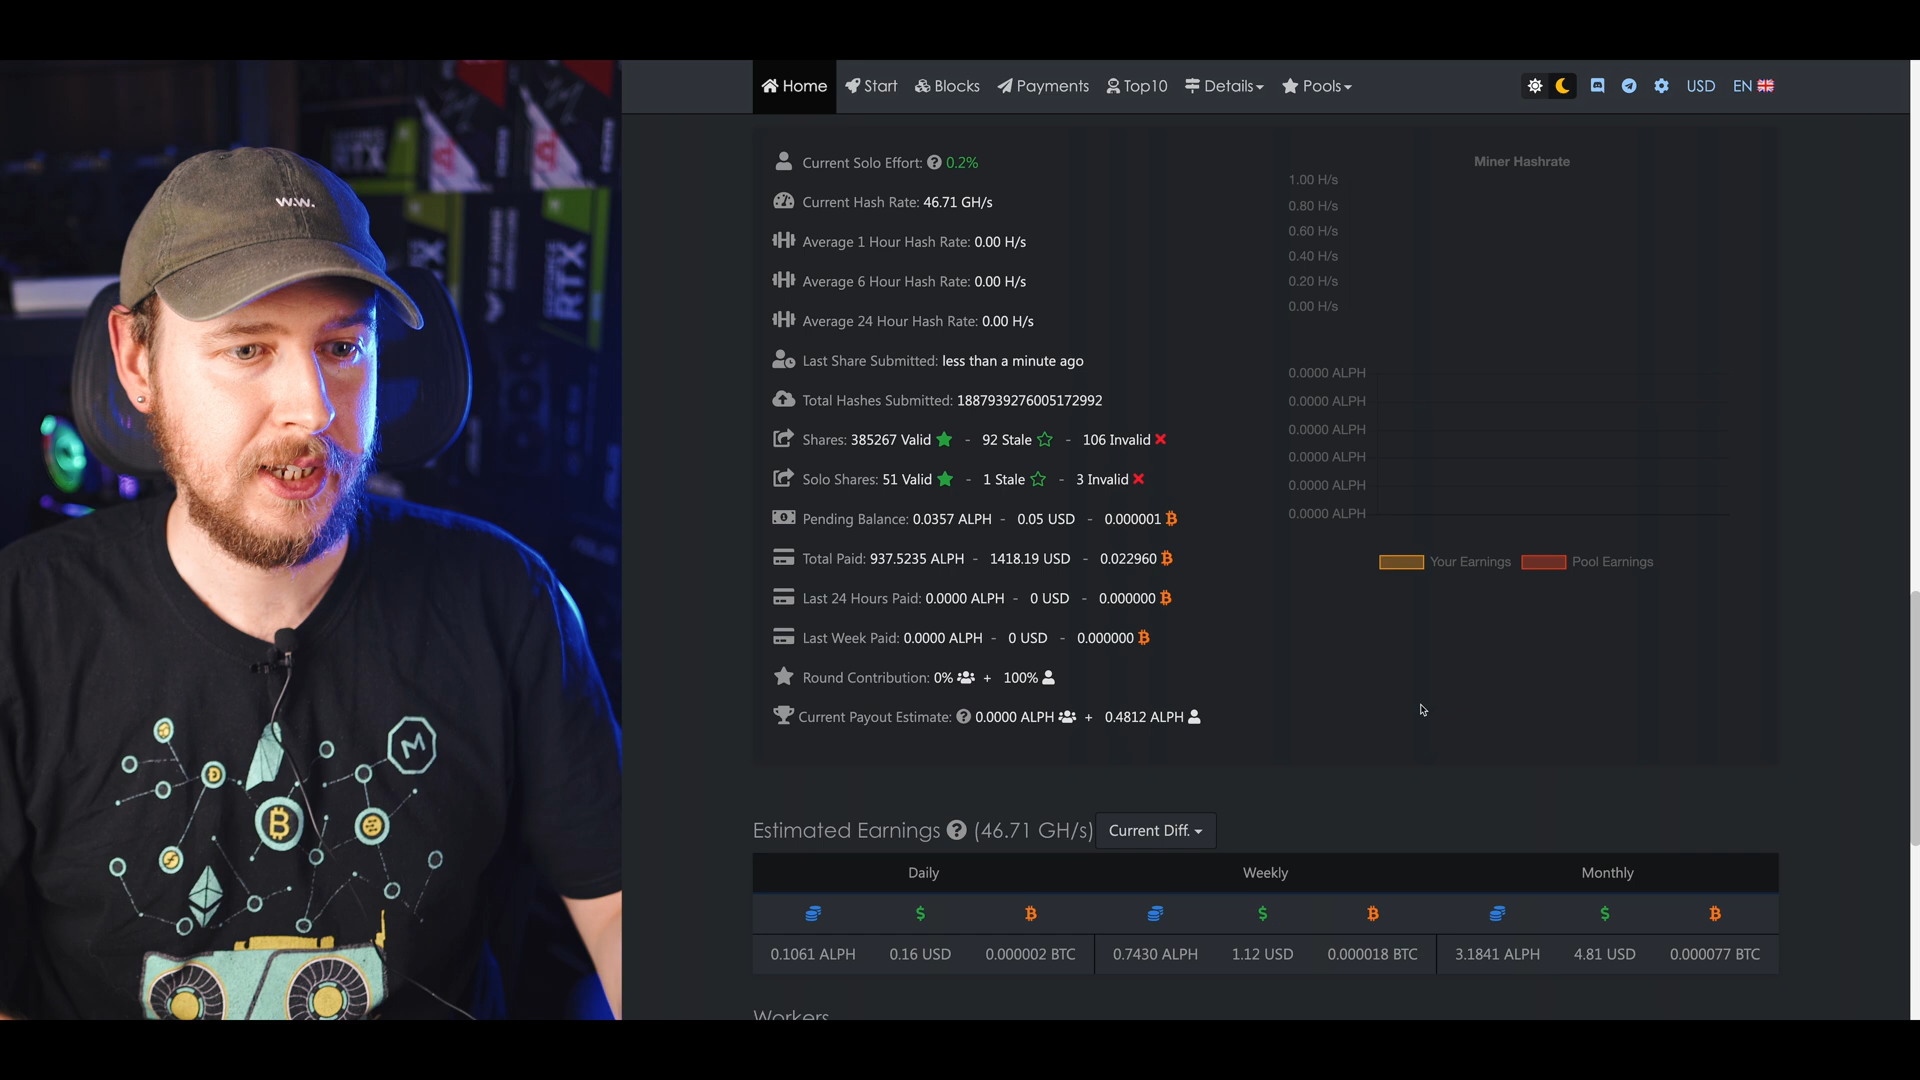 Home Start Blocks Payments Top10 Details Pools USD EN
Current Solo Effort: 0.2%
Current Hash Rate: 46.71 GH/s
Average 1 Hour Hash Rate: 0.00 H/s
Average 6 Hour Hash Rate: 0.00 H/s
Average 24 Hour Hash Rate: 0.00 H/s
Last Share Submitted: less than a minute ago
Total Hashes Submitted: 1887939276005172992
Shares: 385267 Valid - 92 Stale - 106 Invalid
Solo Shares: 51 Valid - 1 Stale - 3 Invalid
Pending Balance: 0.0357 ALPH - 0.05 USD - 0.000001
Total Paid: 937.5235 ALPH - 1418.19 USD - 0.022960
Last 24 Hours Paid: 0.0000 ALPH - 0 USD - 0.000000
Last Week Paid: 0.0000 ALPH - 0 USD - 0.000000
Round Contribution: 0% + 100%
Current Payout Estimate: 0.0000 ALPH + 0.4812 ALPH
Miner Hashrate
1.00 H/s
0.80 H/s
0.60 H/s
0.40 H/s
0.20 H/s
0.00 H/s
0.0000 ALPH
0.0000 ALPH
0.0000 ALPH
0.0000 ALPH
0.0000 ALPH
0.0000 ALPH
Your Earnings Pool Earnings
Estimated Earnings (46.71 GH/s) Current Diff.
Daily Weekly Monthly
0.1061 ALPH 0.16 USD 0.000002 BTC 0.7430 ALPH 1.12 USD 0.000018 BTC 3.1841 ALPH 4.81 USD 0.000077 BTC
Workers
w.w.
RTX
RTX
RTX
M